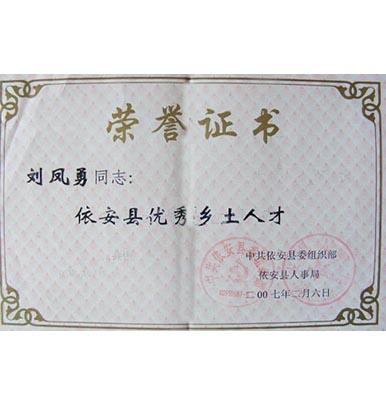 荣誉证书
刘凤勇同志:
依安县优秀乡土人才
中共依安县委组织部
依安县人事局
二00七年二月六日